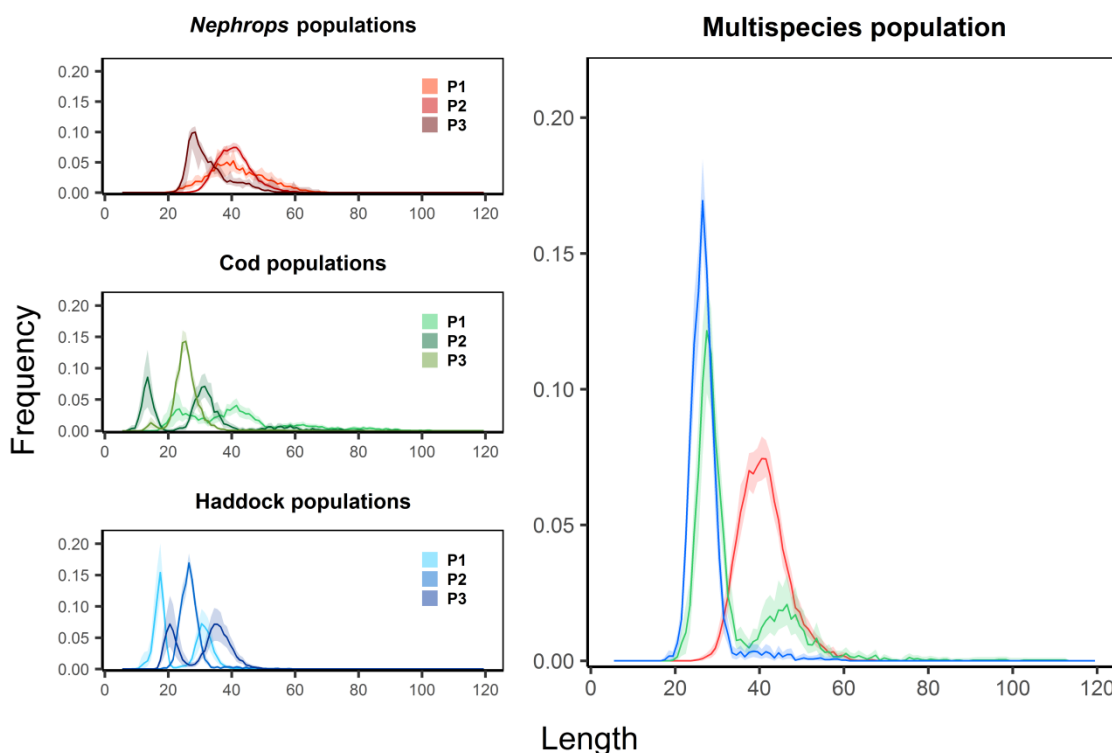 Nephrops populations
0.20
0.15
0.10
0.05
0.00
P1
P2
P3
0 20 40 60 80 100 120
Cod populations
0.20
0.15
0.10
0.05
0.00
P1
P2
P3
0 20 40 60 80 100 120
Haddock populations
0.20
0.15
0.10
0.05
0.00
P1
P2
P3
0 20 40 60 80 100 120
Frequency
Multispecies population
0.20
0.15
0.10
0.05
0.00
0 20 40 60 80 100 120
Length